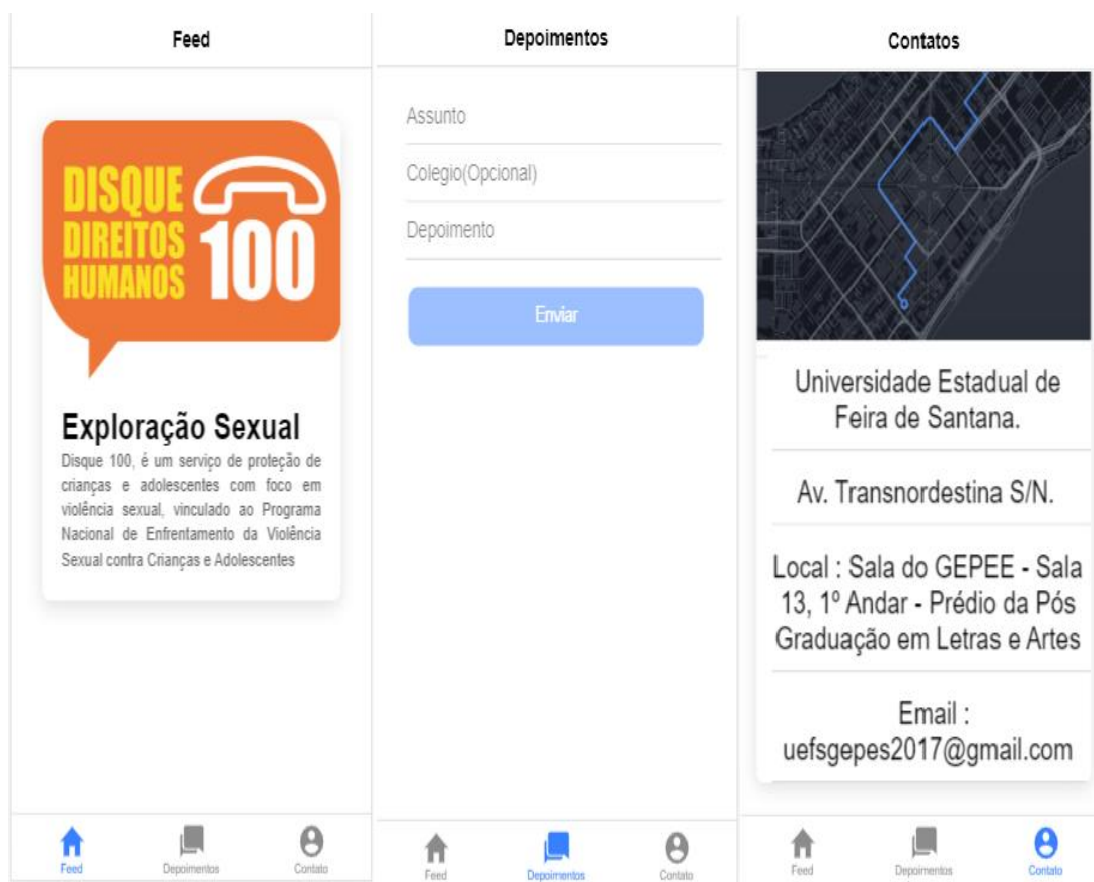 Feed
DISQUE
DIREITOS
HUMANOS
100
Exploração Sexual
Disque 100, é um serviço de proteção de
crianças e adolescentes com foco em
violência sexual, vinculado ao Programa
Nacional de Enfrentamento da Violência
Sexual contra Crianças e Adolescentes
Feed
Depoimentos
Contato
Depoimentos
Assunto
Colegio(Opcional)
Depoimento
Enviar
Feed
Depoimentos
Contato
Contatos
Universidade Estadual de
Feira de Santana.
Av. Transnordestina S/N.
Local : Sala do GEPEE - Sala
13, 1º Andar - Prédio da Pós
Graduação em Letras e Artes
Email :
uefsgepes2017@gmail.com
Feed
Depoimentos
Contato